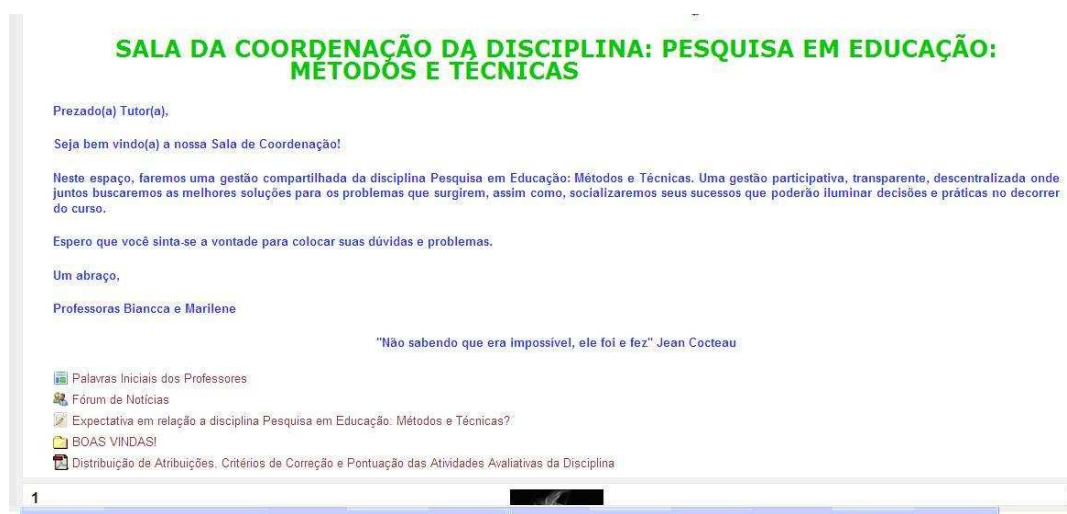 SALA DA COORDENAÇÃO DA DISCIPLINA: PESQUISA EM EDUCAÇÃO:
MÉTODOS E TÉCNICAS
Prezado(a) Tutor(a),
Seja bem vindo(a) a nossa Sala de Coordenação!
Neste espaço, faremos uma gestão compartilhada da disciplina Pesquisa em Educação: Métodos e Técnicas. Uma gestão participativa, transparente, descentralizada onde
juntos buscaremos as melhores soluções para os problemas que surgirem, assim como, socializaremos seus sucessos que poderão iluminar decisões e práticas no decorrer
do curso.
Espero que você sinta-se a vontade para colocar suas dúvidas e problemas.
Um abraço,
Professoras Biancca e Marilene
"Não sabendo que era impossível, ele foi e fez" Jean Cocteau
Palavras Iniciais dos Professores
Fórum de Notícias
Expectativa em relação a disciplina Pesquisa em Educação: Métodos e Técnicas?
BOAS VINDAS!
Distribuição de Atribuições. Critérios de Correção e Pontuação das Atividades Avaliativas da Disciplina
1